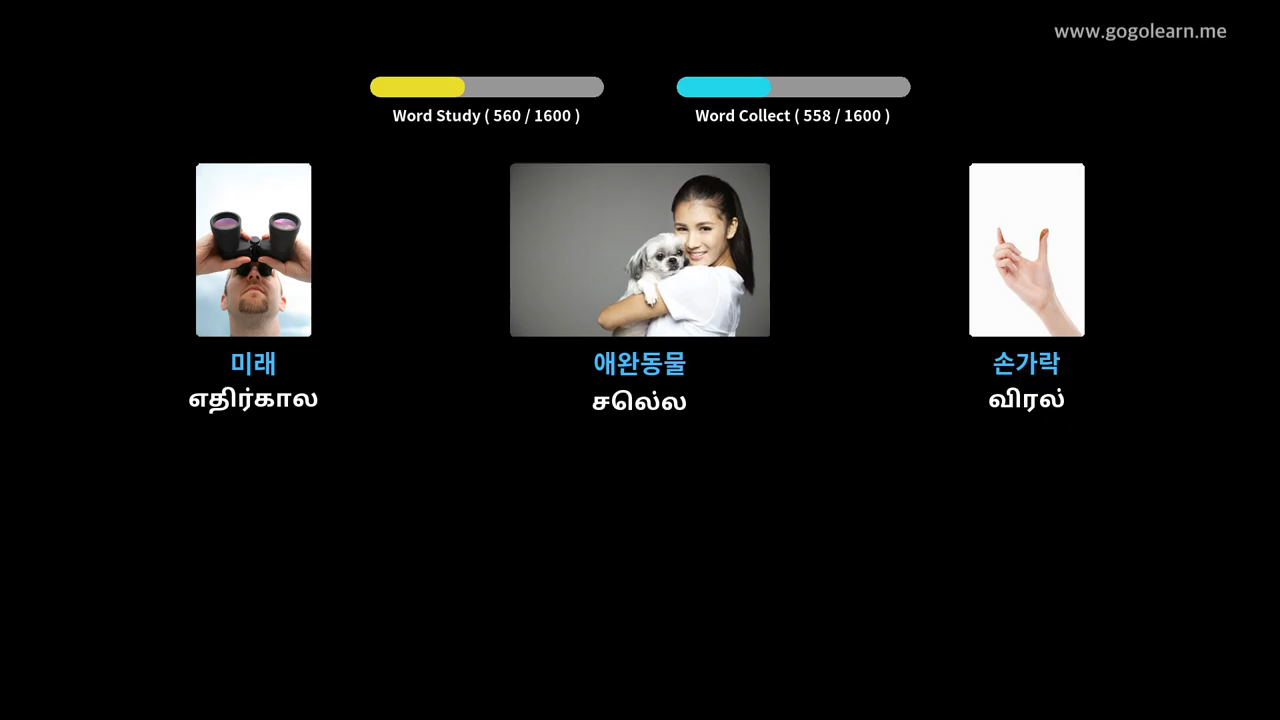 www.gogolearn.me
Word Study ( 560 / 1600 )
Word Collect ( 558 / 1600 )
미래
애완동물
손가락
எதிர்கால
சலெ்ல
விரல்